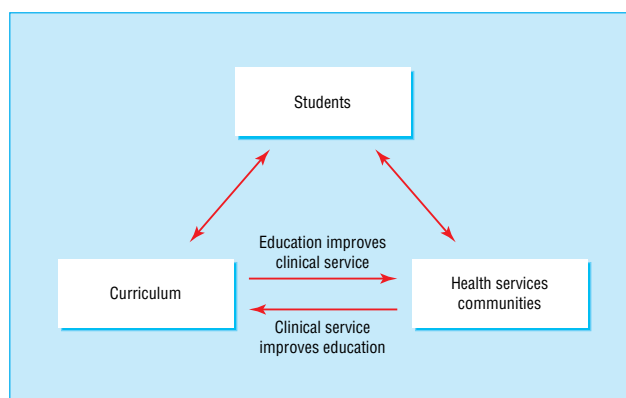 Students
Education improves
clinical service
Curriculum
Health services
communities
Clinical service
improves education